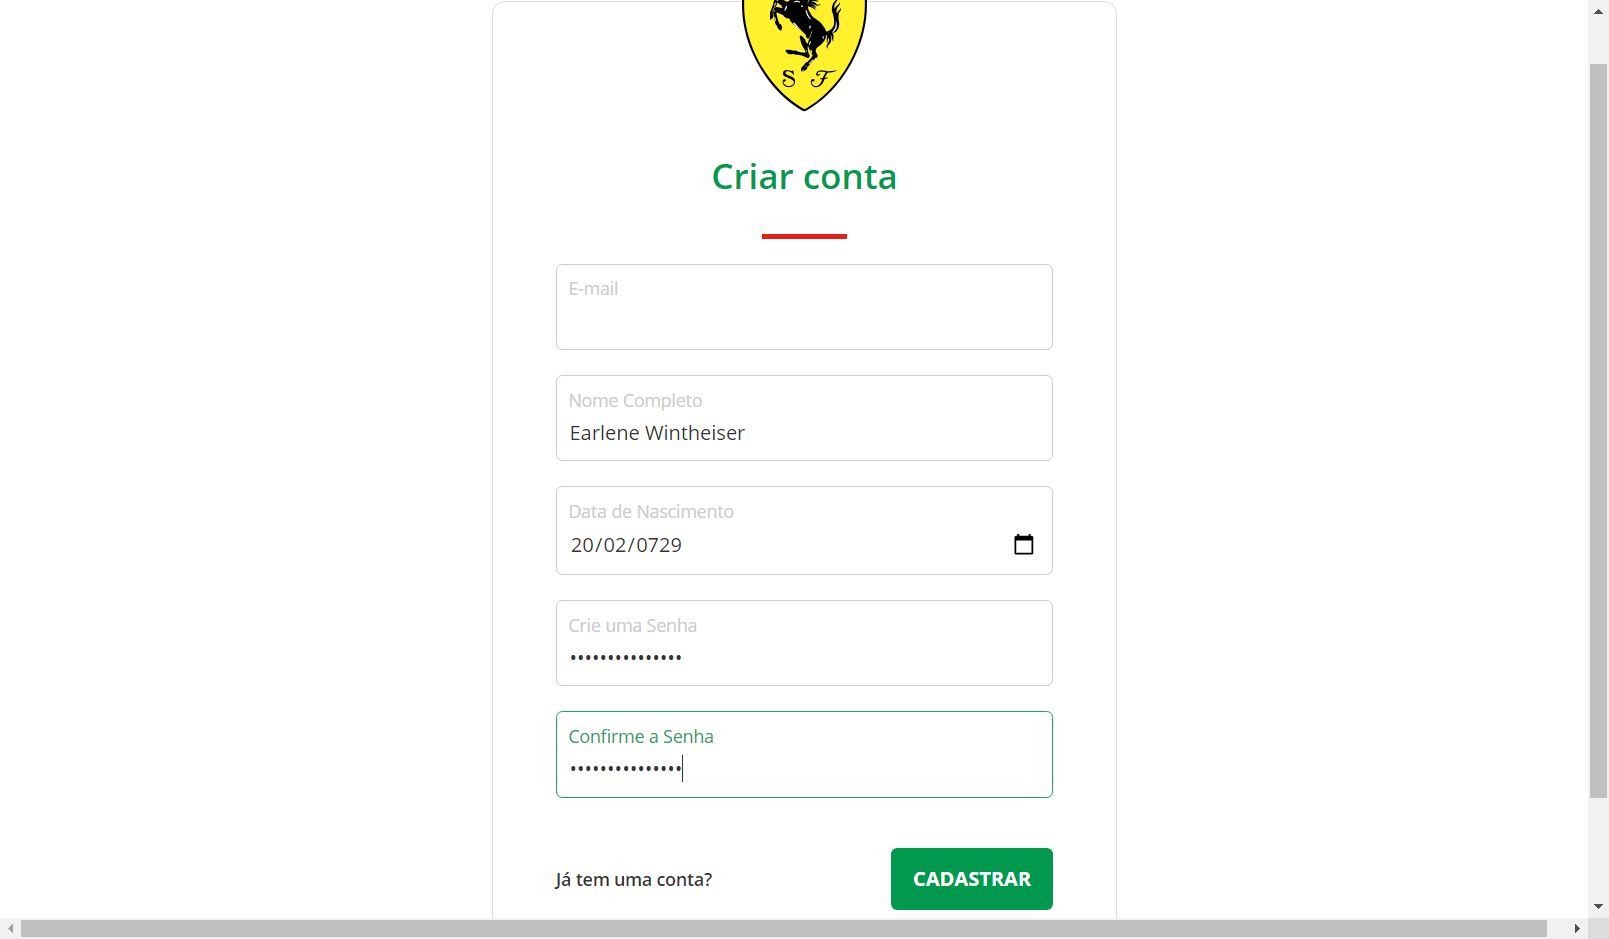 S F
Criar conta
E-mail
Nome Completo
Earlene Wintheiser
Data de Nascimento
20/02/0729
Crie uma Senha
•••••••••••••••
Confirme a Senha
•••••••••••••••
Já tem uma conta?
CADASTRAR